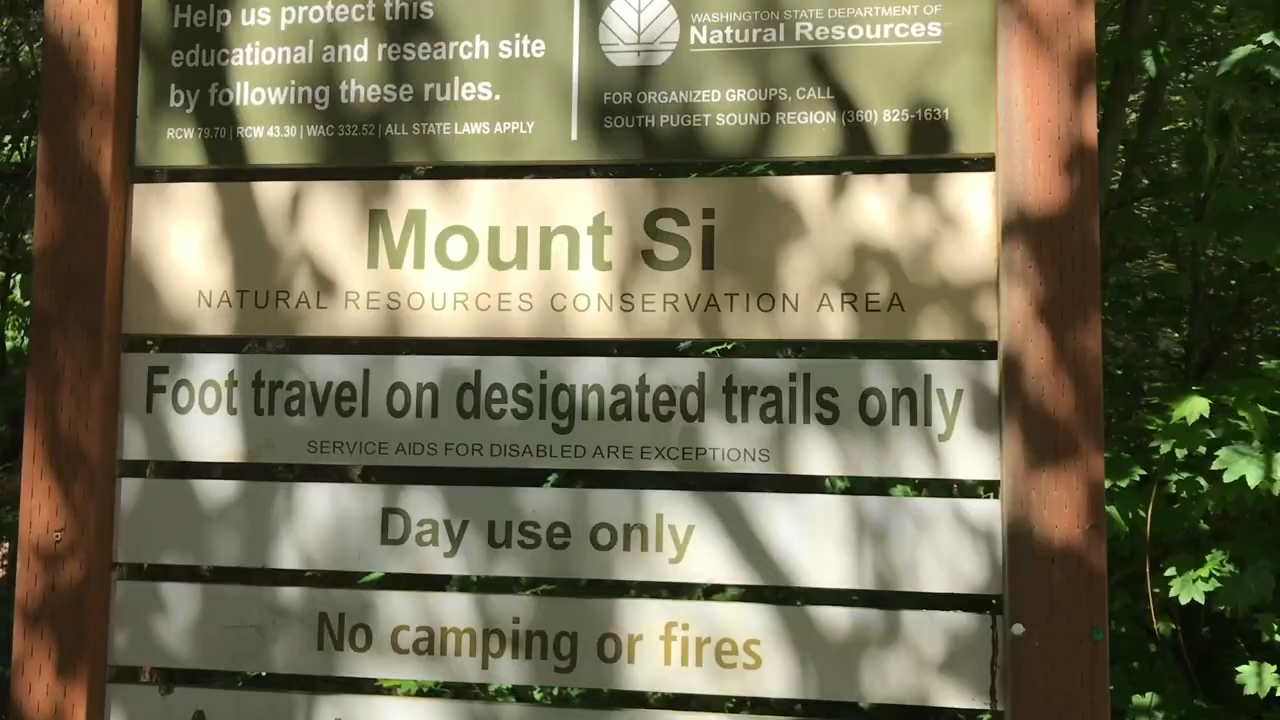 Help us protect this
educational and research site
by following these rules.
RCW 79.70 | RCW 43.30 | WAC 332.52 | ALL STATE LAWS APPLY
WASHINGTON STATE DEPARTMENT OF
Natural Resources
FOR ORGANIZED GROUPS, CALL
SOUTH PUGET SOUND REGION (360) 825-1631
Mount Si
NATURAL RESOURCES CONSERVATION AREA
Foot travel on designated trails only
SERVICE AIDS FOR DISABLED ARE EXCEPTIONS
Day use only
No camping or fires